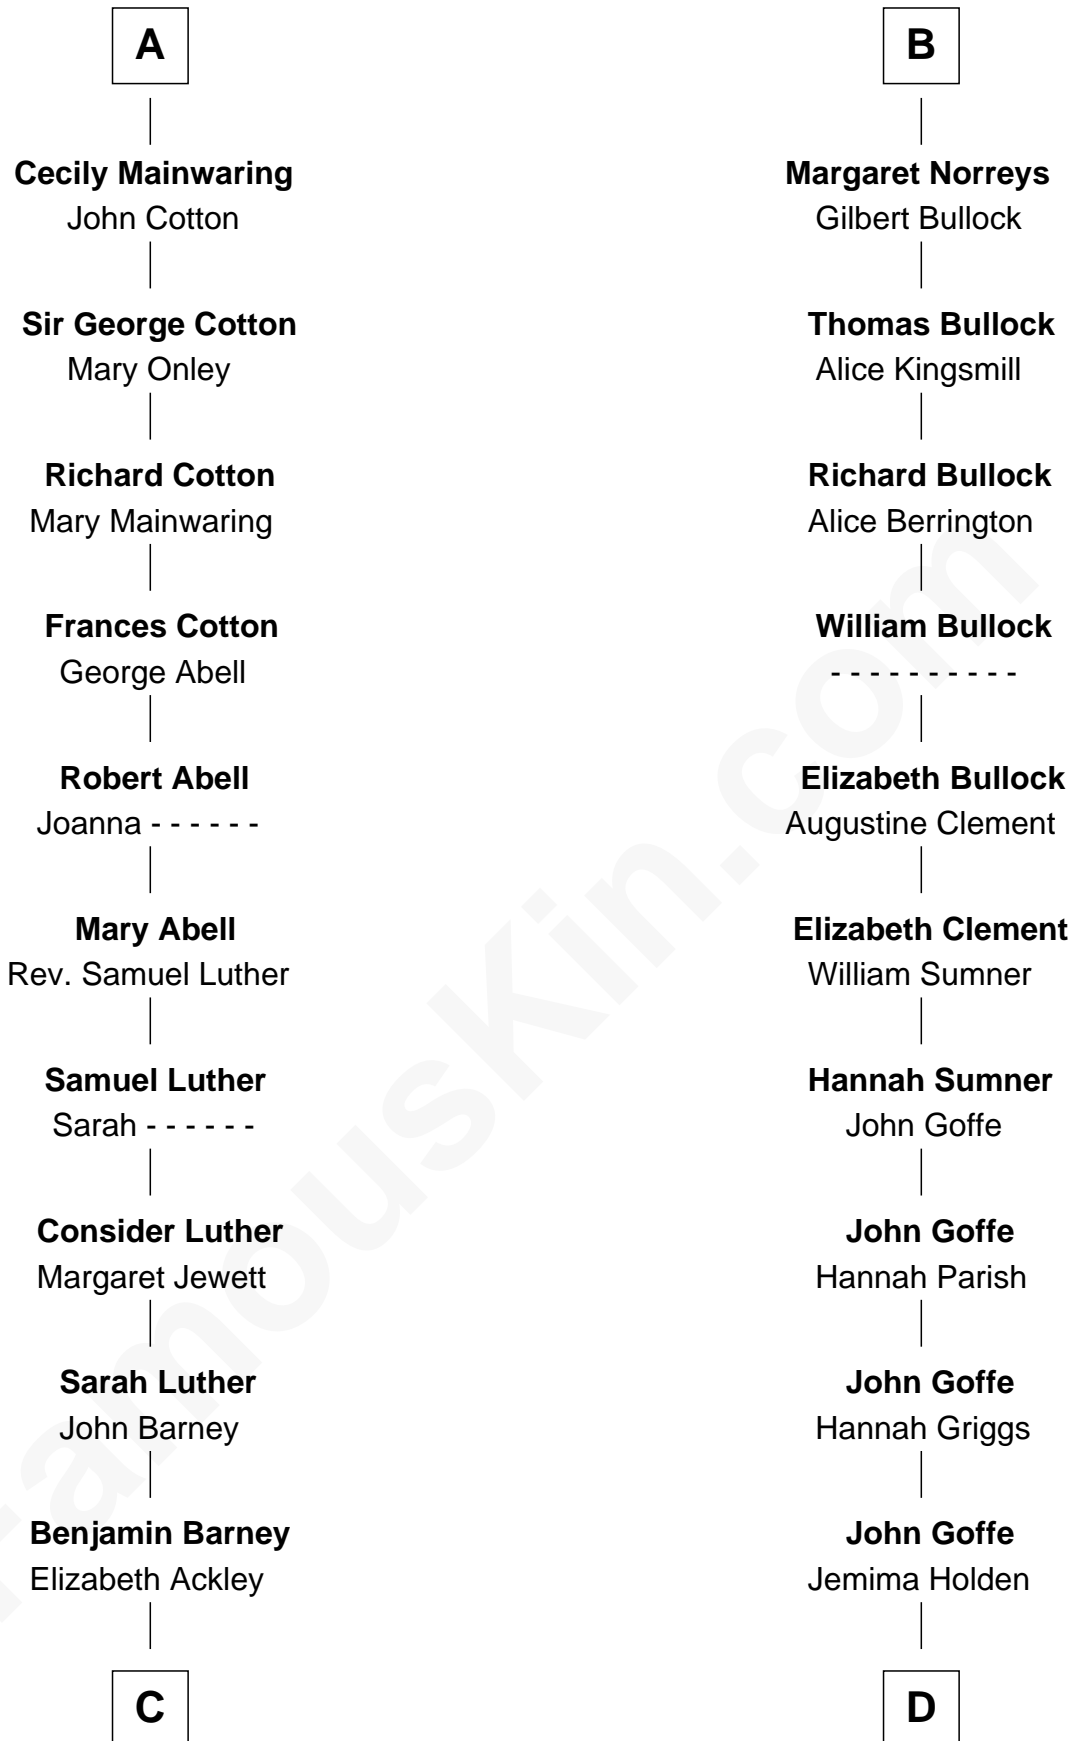 A
Cecily Mainwaring
John Cotton
Sir George Cotton
Mary Onley
Richard Cotton
Mary Mainwaring
Frances Cotton
George Abell
Robert Abell
Joanna - - - - - -
Mary Abell
Rev. Samuel Luther
Samuel Luther
Sarah - - - - - -
Consider Luther
Margaret Jewett
Sarah Luther
John Barney
Benjamin Barney
Elizabeth Ackley
C
B
Margaret Norreys
Gilbert Bullock
Thomas Bullock
Alice Kingsmill
Richard Bullock
Alice Berrington
William Bullock
- - - - - - - - - -
Elizabeth Bullock
Augustine Clement
Elizabeth Clement
William Sumner
Hannah Sumner
John Goffe
John Goffe
Hannah Parish
John Goffe
Hannah Griggs
John Goffe
Jemima Holden
D
FamousKin.com